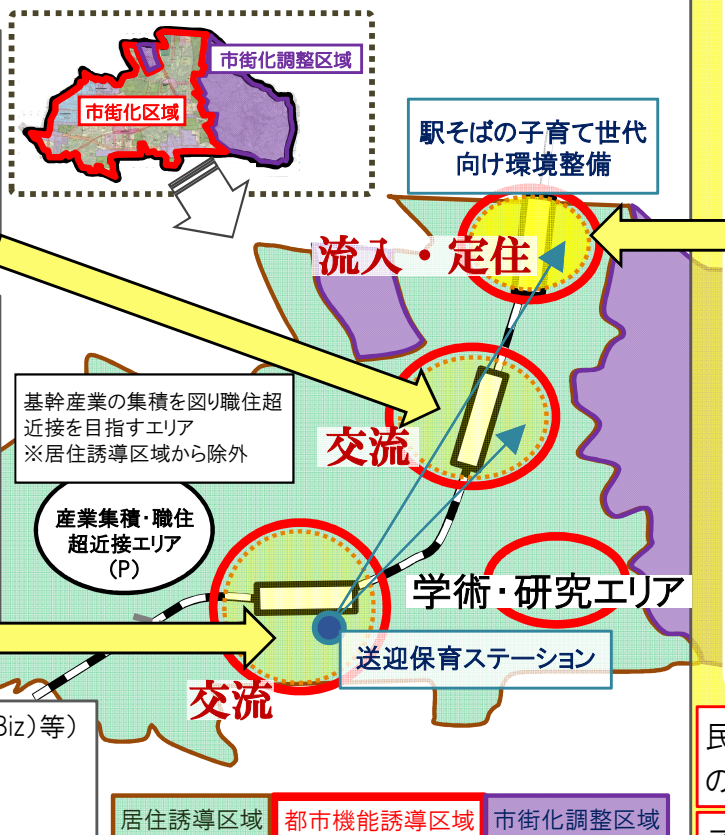 市街化調整区域
市街化区域
駅そばの子育て世代
向け環境整備
流入・定住
基幹産業の集積を図り職住超
近接を目指すエリア
※居住誘導区域から除外
交流
産業集積・職住
超近接エリア
(P)
学術・研究エリア
送迎保育ステーション
交流
Biz)等)
民
の
居住誘導区域
都市機能誘導区域
市街化調整区域